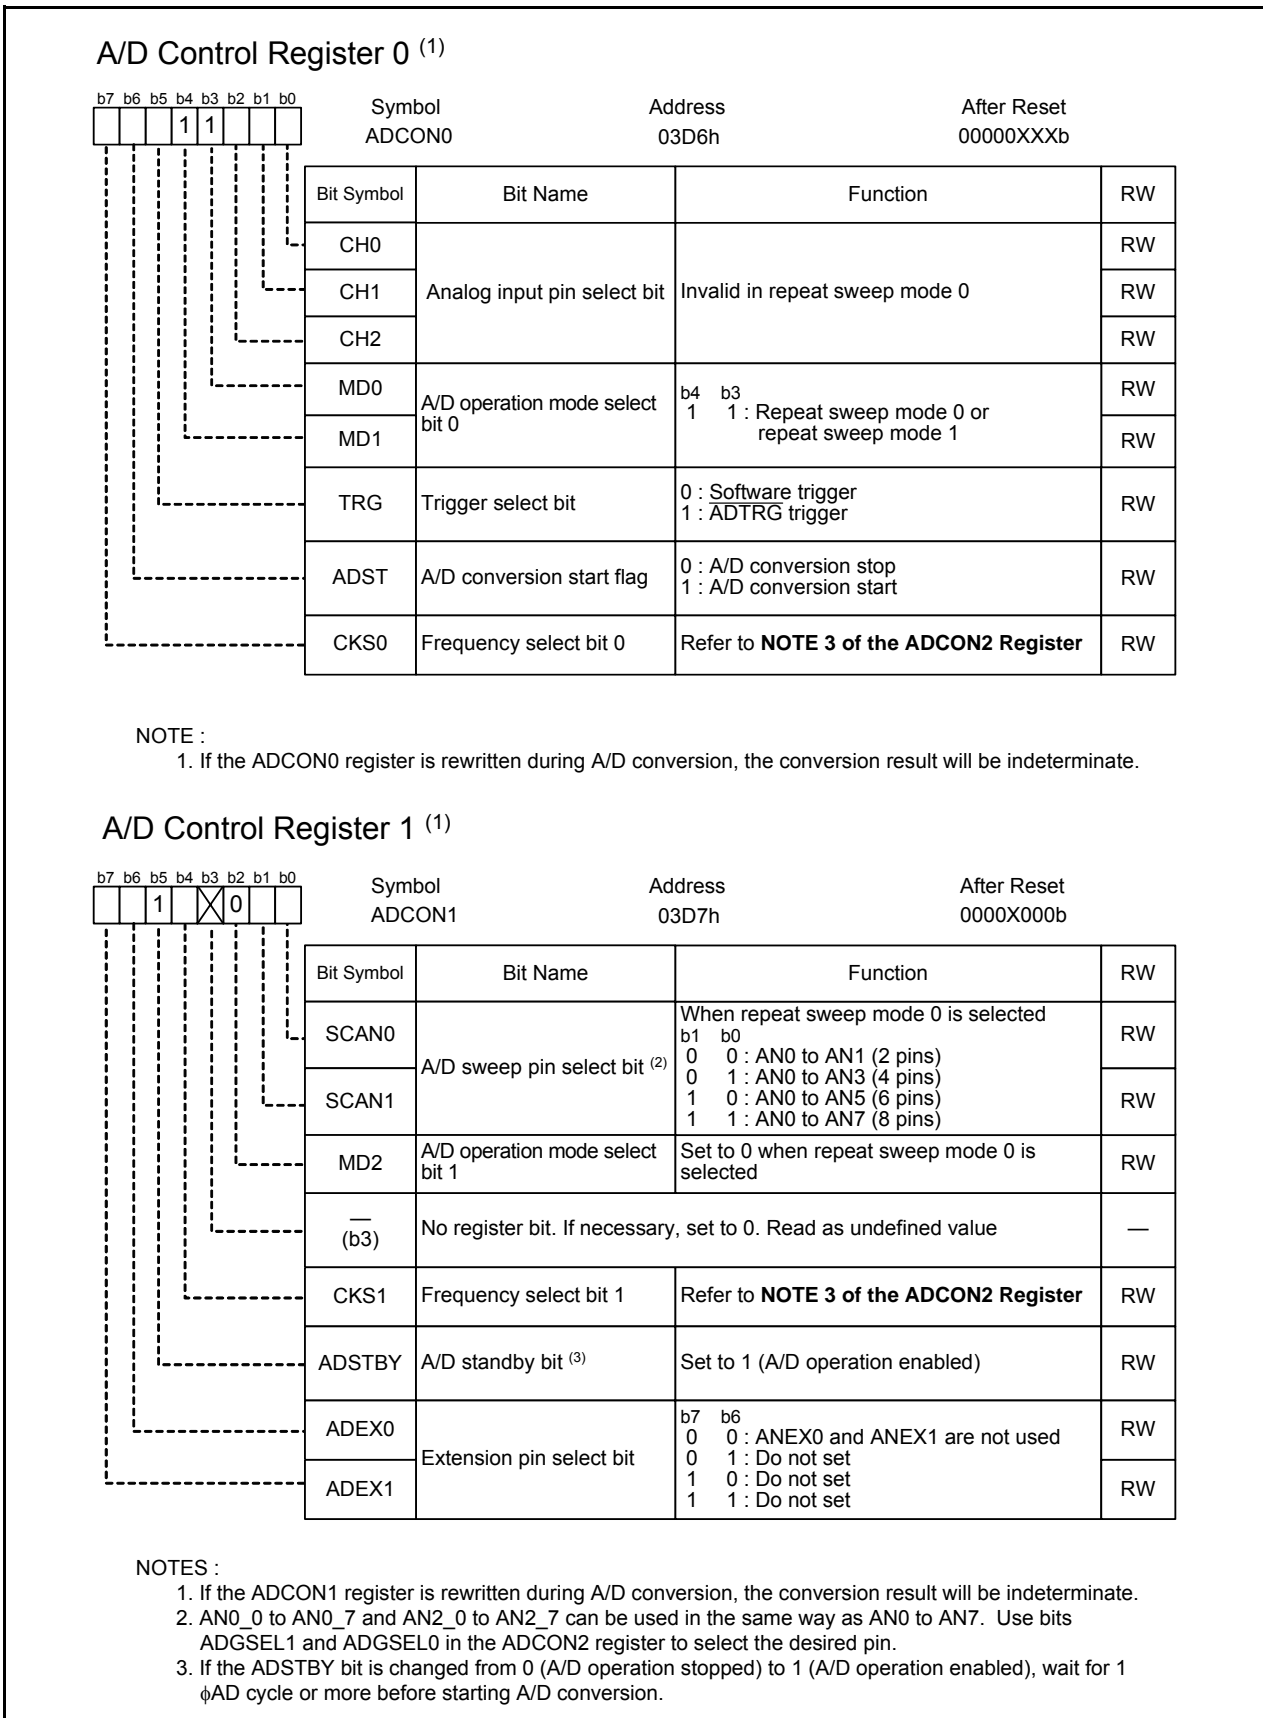 A/D Control Register 0 (1)
b7 b6 b5 b4 b3 b2 b1 b0
1 1
Symbol Address After Reset
ADCON0 03D6h 00000XXXb
Bit Symbol Bit Name Function RW
CH0 RW
CH1 Analog input pin select bit Invalid in repeat sweep mode 0 RW
CH2 RW
MD0 RW
A/D operation mode select
bit 0
b4 b3
1 1 : Repeat sweep mode 0 or
repeat sweep mode 1
MD1 RW
TRG Trigger select bit
0 : Software trigger
1 : ADTRG trigger
RW
ADST A/D conversion start flag
0 : A/D conversion stop
1 : A/D conversion start
RW
CKS0 Frequency select bit 0 Refer to NOTE 3 of the ADCON2 Register RW
NOTE :
1. If the ADCON0 register is rewritten during A/D conversion, the conversion result will be indeterminate.
A/D Control Register 1 (1)
b7 b6 b5 b4 b3 b2 b1 b0
1 0
Symbol Address After Reset
ADCON1 03D7h 0000X000b
Bit Symbol Bit Name Function RW
SCAN0 RW
A/D sweep pin select bit (2)
When repeat sweep mode 0 is selected
b1 b0
0 0 : AN0 to AN1 (2 pins)
0 1 : AN0 to AN3 (4 pins)
1 0 : AN0 to AN5 (6 pins)
1 1 : AN0 to AN7 (8 pins)
SCAN1 RW
MD2
A/D operation mode select
bit 1
Set to 0 when repeat sweep mode 0 is
selected
RW
—
(b3)
No register bit. If necessary, set to 0. Read as undefined value —
CKS1 Frequency select bit 1 Refer to NOTE 3 of the ADCON2 Register RW
ADSTBY A/D standby bit (3) Set to 1 (A/D operation enabled) RW
ADEX0 RW
Extension pin select bit
b7 b6
0 0 : ANEX0 and ANEX1 are not used
0 1 : Do not set
1 0 : Do not set
1 1 : Do not set
ADEX1 RW
NOTES :
1. If the ADCON1 register is rewritten during A/D conversion, the conversion result will be indeterminate.
2. AN0_0 to AN0_7 and AN2_0 to AN2_7 can be used in the same way as AN0 to AN7. Use bits
ADGSEL1 and ADGSEL0 in the ADCON2 register to select the desired pin.
3. If the ADSTBY bit is changed from 0 (A/D operation stopped) to 1 (A/D operation enabled), wait for 1
ϕAD cycle or more before starting A/D conversion.